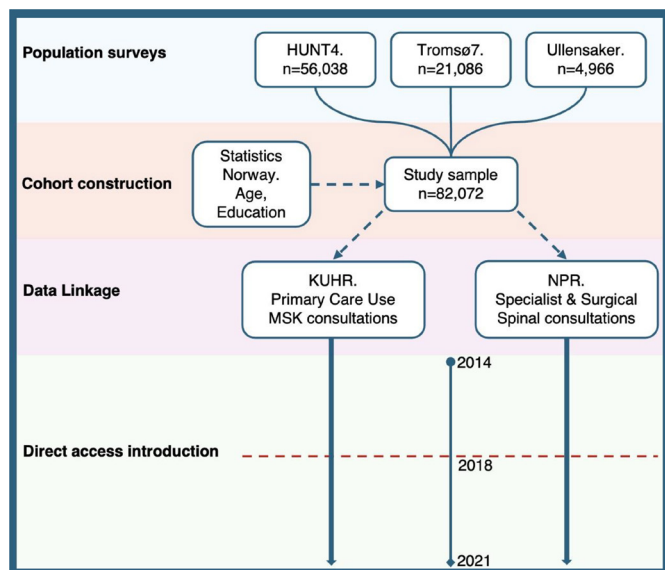 Population surveys
HUNT4.
n=56,038
Tromsø7.
n=21,086
Ullensaker.
n=4,966
Cohort construction
Statistics
Norway.
Age,
Education
Study sample
n=82,072
Data Linkage
KUHR.
Primary Care Use
MSK consultations
NPR.
Specialist & Surgical
Spinal consultations
2014
Direct access introduction
2018
2021